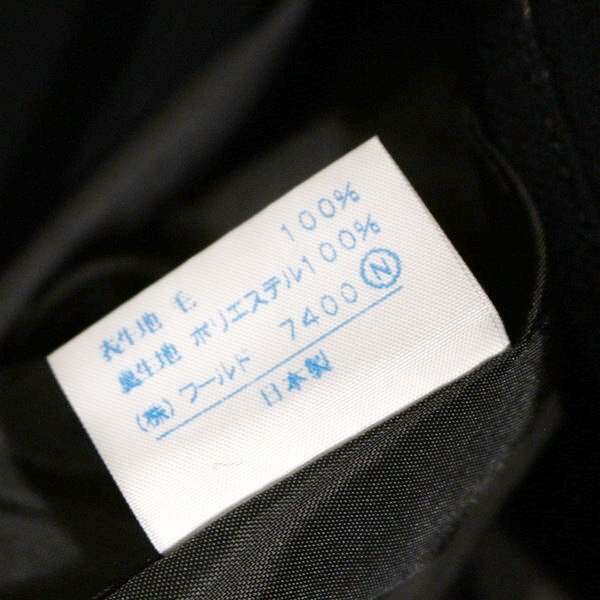 表生地 毛 100%
裏生地 ポリエステル100%
(株)ワールド 7400 Ⓝ
日本製